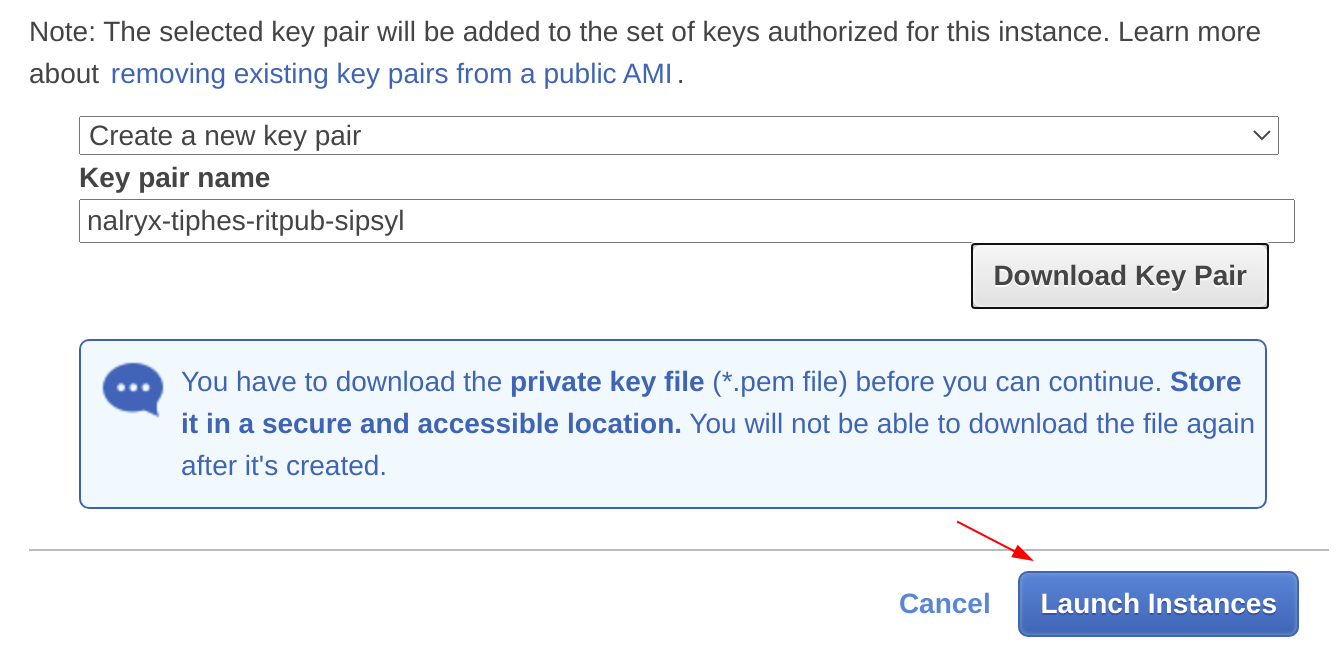 Note: The selected key pair will be added to the set of keys authorized for this instance. Learn more
about removing existing key pairs from a public AMI .
Create a new key pair
Key pair name
nalryx-tiphes-ritpub-sipsyl
Download Key Pair
You have to download the private key file (*.pem file) before you can continue. Store
it in a secure and accessible location. You will not be able to download the file again
after it's created.
Cancel Launch Instances